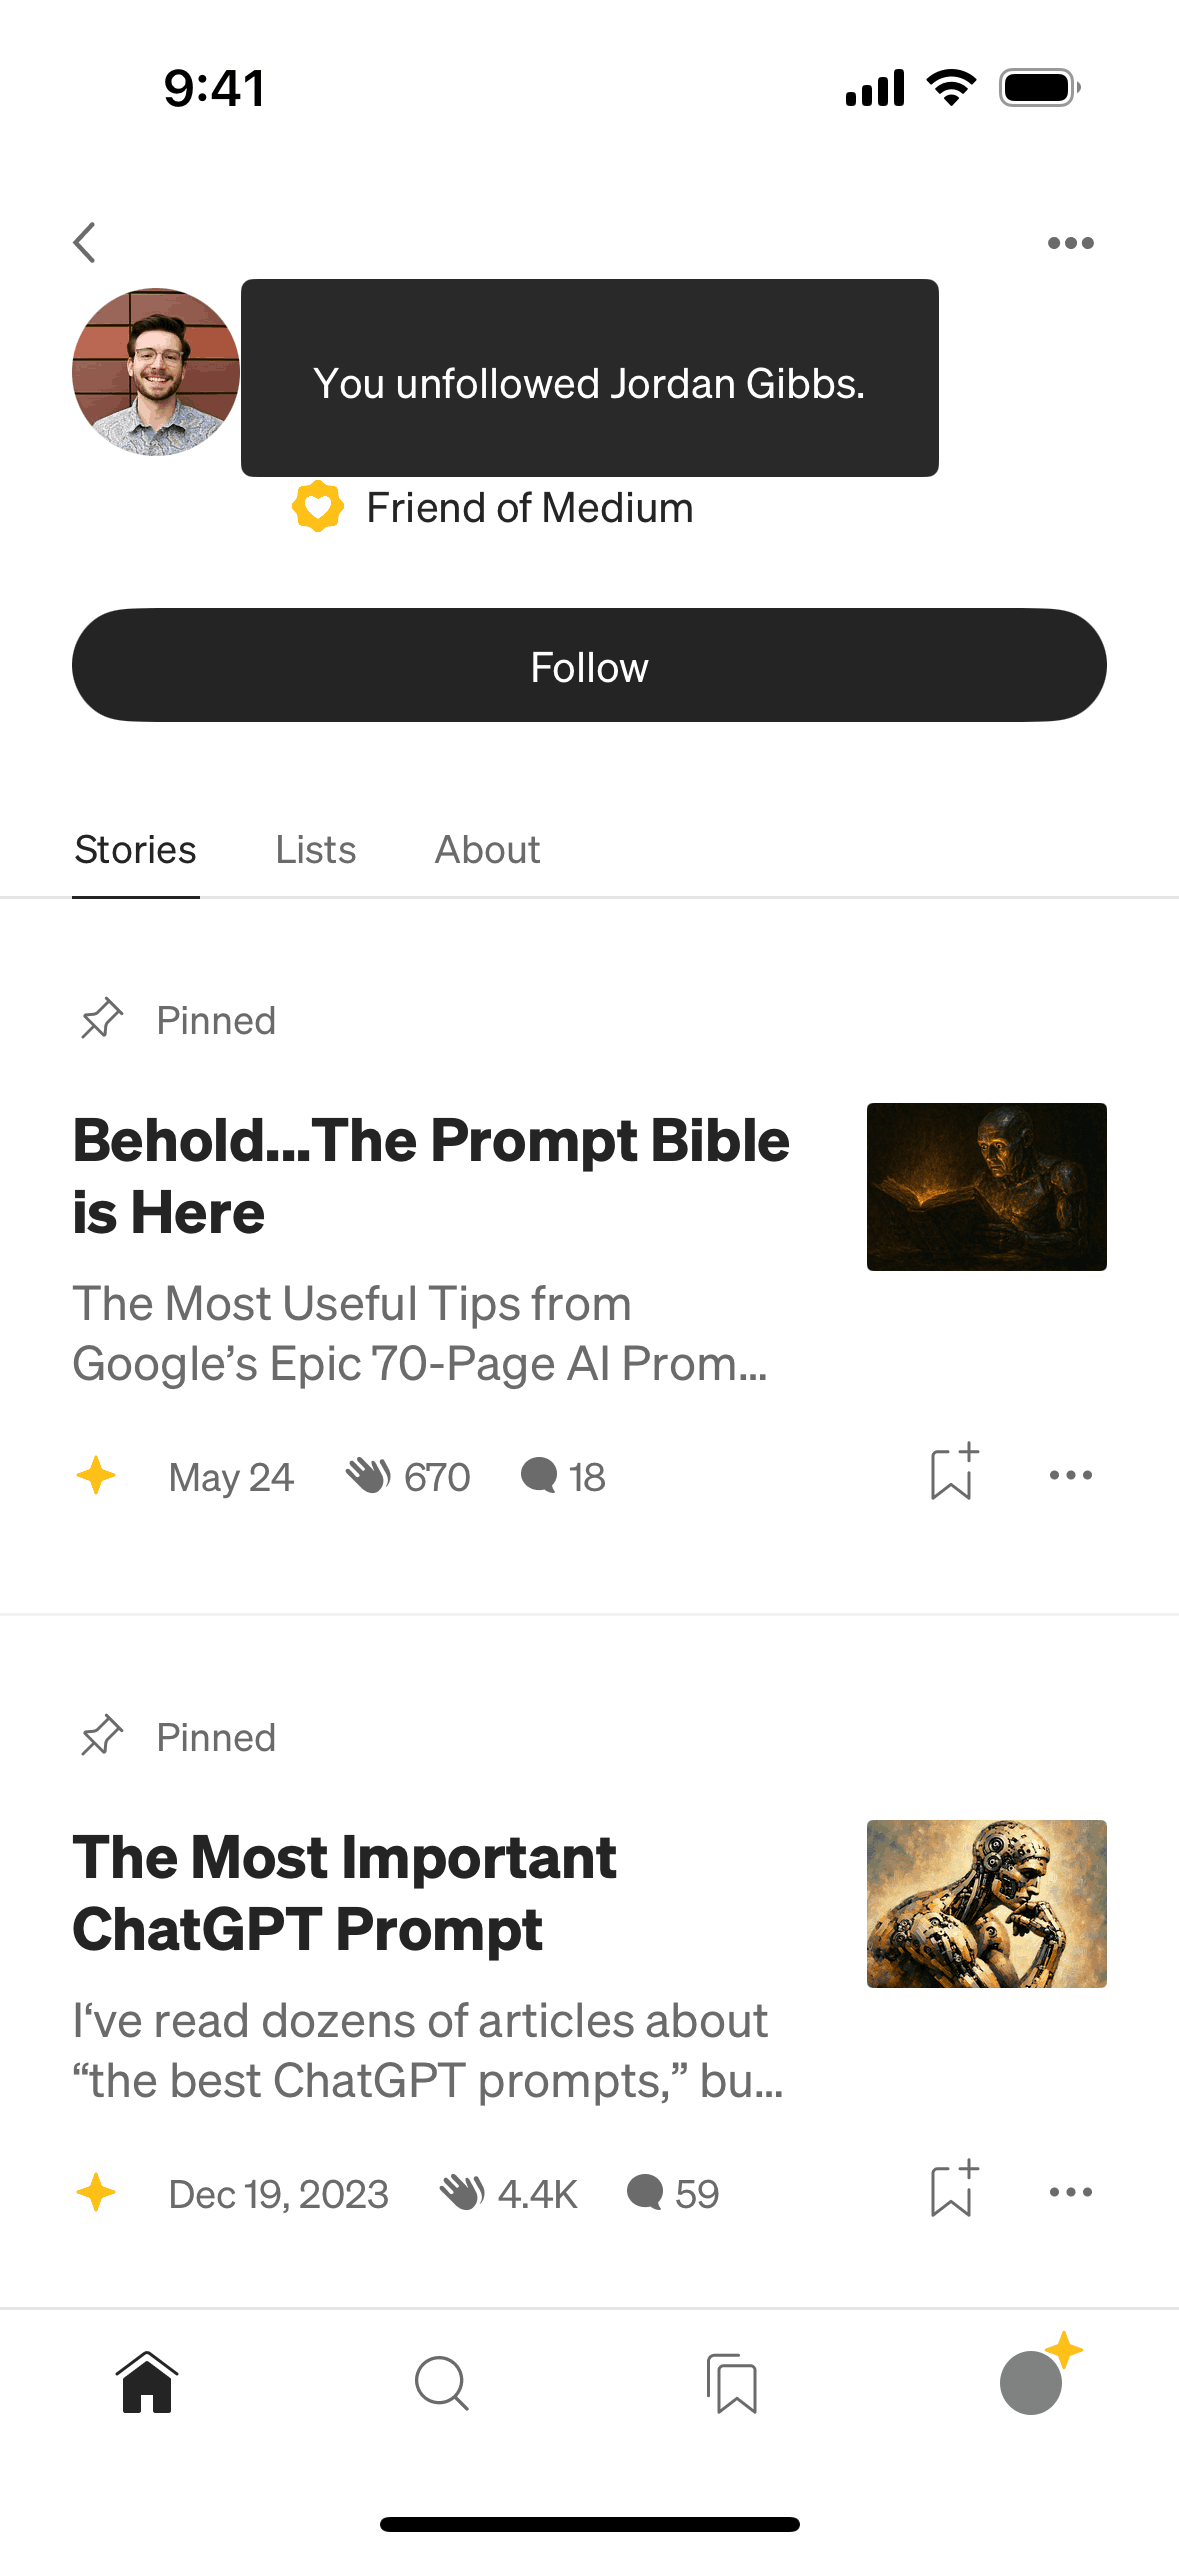 9:41
You unfollowed Jordan Gibbs.
Friend of Medium
Follow
Stories Lists About
Pinned
Behold...The Prompt Bible
is Here
The Most Useful Tips from
Google’s Epic 70-Page AI Prom...
May 24 670 18
Pinned
The Most Important
ChatGPT Prompt
I‘ve read dozens of articles about
“the best ChatGPT prompts,” bu...
Dec 19, 2023 4.4K 59